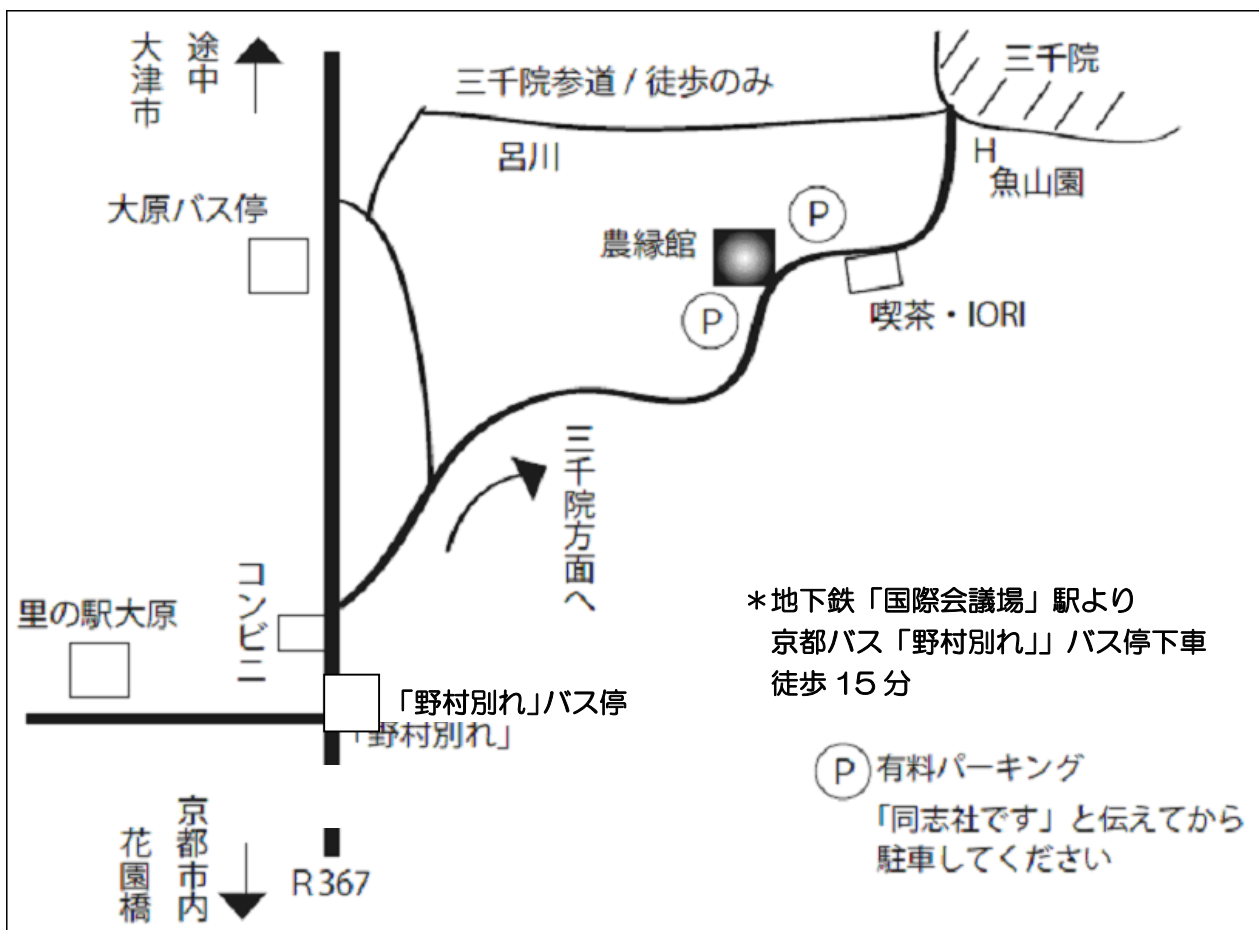 大津市
途中
三千院参道 / 徒歩のみ
三千院
呂川
H
魚山園
大原バス停
P
農縁館
P
喫茶・IORI
三千院方面へ
コンビニ
里の駅大原
「野村別れ」バス停
「野村別れ」
*地下鉄「国際会議場」駅より
京都バス「野村別れ」」バス停下車
徒歩 15 分
P 有料パーキング
「同志社です」と伝えてから
駐車してください
京都市内
花園橋
R 367